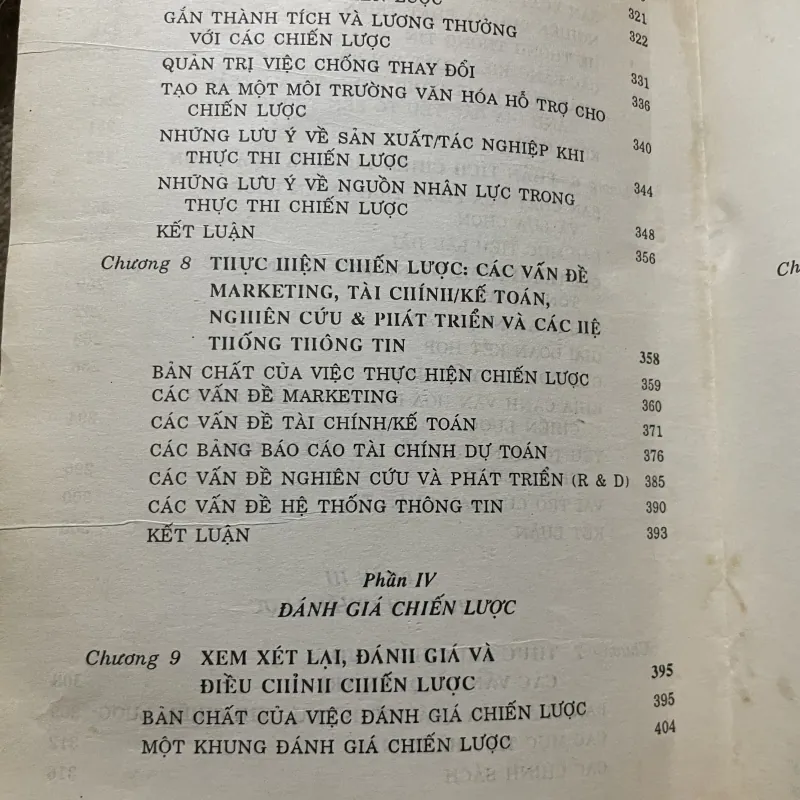 321
GẮN THÀNH TÍCH VÀ LƯƠNG THƯỞNG
VỚI CÁC CHIẾN LƯỢC 322
QUẢN TRỊ VIỆC CHỐNG THAY ĐỔI 331
TẠO RA MỘT MÔI TRƯỜNG VĂN HÓA HỖ TRỢ CHO 336
CHIẾN LƯỢC
NHỮNG LƯU Ý VỀ SẢN XUẤT/TÁC NGHIỆP KHI 340
THỰC THI CHIẾN LƯỢC
NHỮNG LƯU Ý VỀ NGUỒN NHÂN LỰC TRONG 344
THỰC THI CHIẾN LƯỢC
KẾT LUẬN 348
Chương 8 THỰC HIỆN CHIẾN LƯỢC: CÁC VẤN ĐỀ 356
MARKETING, TÀI CHÍNH/KẾ TOÁN,
NGHIÊN CỨU & PHÁT TRIỂN VÀ CÁC HỆ
THỐNG THÔNG TIN 358
BẢN CHẤT CỦA VIỆC THỰC HIỆN CHIẾN LƯỢC 359
CÁC VẤN ĐỀ MARKETING 360
CÁC VẤN ĐỀ TÀI CHÍNH/KẾ TOÁN 371
CÁC BẢNG BÁO CÁO TÀI CHÍNH DỰ TOÁN 376
CÁC VẤN ĐỀ NGHIÊN CỨU VÀ PHÁT TRIỂN (R & D) 385
CÁC VẤN ĐỀ HỆ THỐNG THÔNG TIN 390
KẾT LUẬN 393
Phần IV
ĐÁNH GIÁ CHIẾN LƯỢC
Chương 9 XEM XÉT LẠI, ĐÁNH GIÁ VÀ
ĐIỀU CHỈNH CHIẾN LƯỢC 395
BẢN CHẤT CỦA VIỆC ĐÁNH GIÁ CHIẾN LƯỢC 395
MỘT KHUNG ĐÁNH GIÁ CHIẾN LƯỢC 404